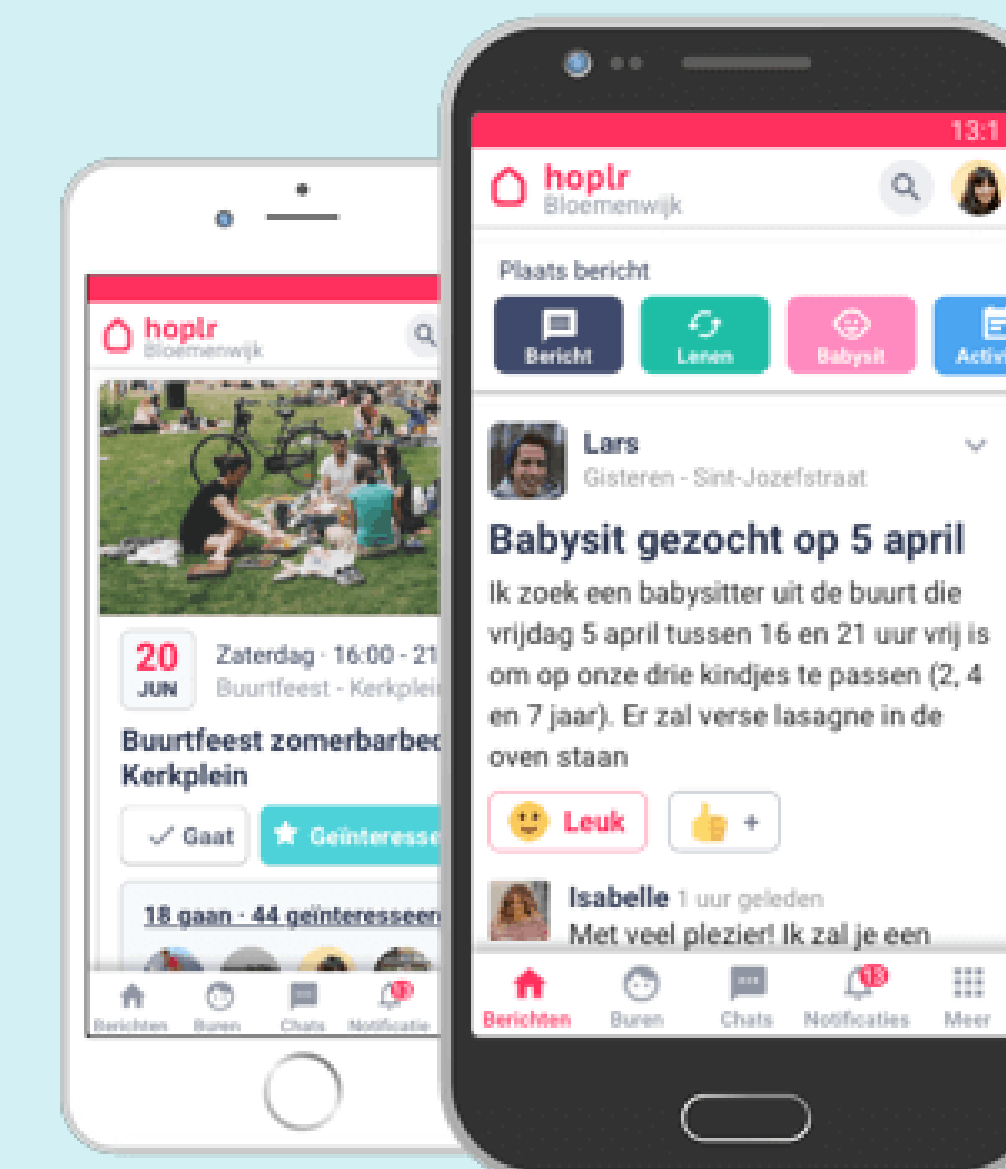 hoplr
Bloemenwijk
20
JUN
Zaterdag · 16:00 - 21
Buurtfeest - Kerkplein
Buurtfeest zomerbarbec
Kerkplein
Gaat
Geïnteresse
18 gaan · 44 geïnteresseer
13
Berichten
Buren
Chats
Notificatie
13:1
hoplr
Bloemenwijk
Plaats bericht
Bericht
Lenen
Babysit
Activi
Lars
Gisteren - Sint-Jozefstraat
Babysit gezocht op 5 april
Ik zoek een babysitter uit de buurt die
vrijdag 5 april tussen 16 en 21 uur vrij is
om op onze drie kindjes te passen (2, 4
en 7 jaar). Er zal verse lasagne in de
oven staan
Leuk
+
Isabelle 1 uur geleden
Met veel plezier! Ik zal je een
13
Berichten
Buren
Chats
Notificaties
Meer